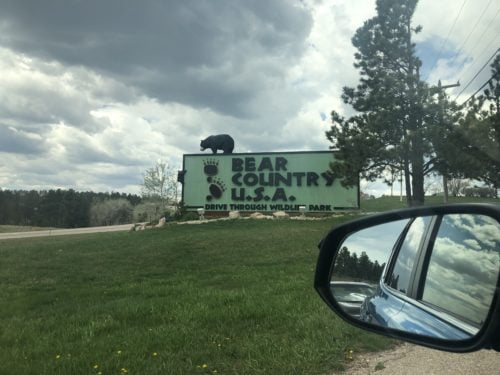 BEAR
COUNTRY
U.S.A.
DRIVE THROUGH WILDLIFE PARK